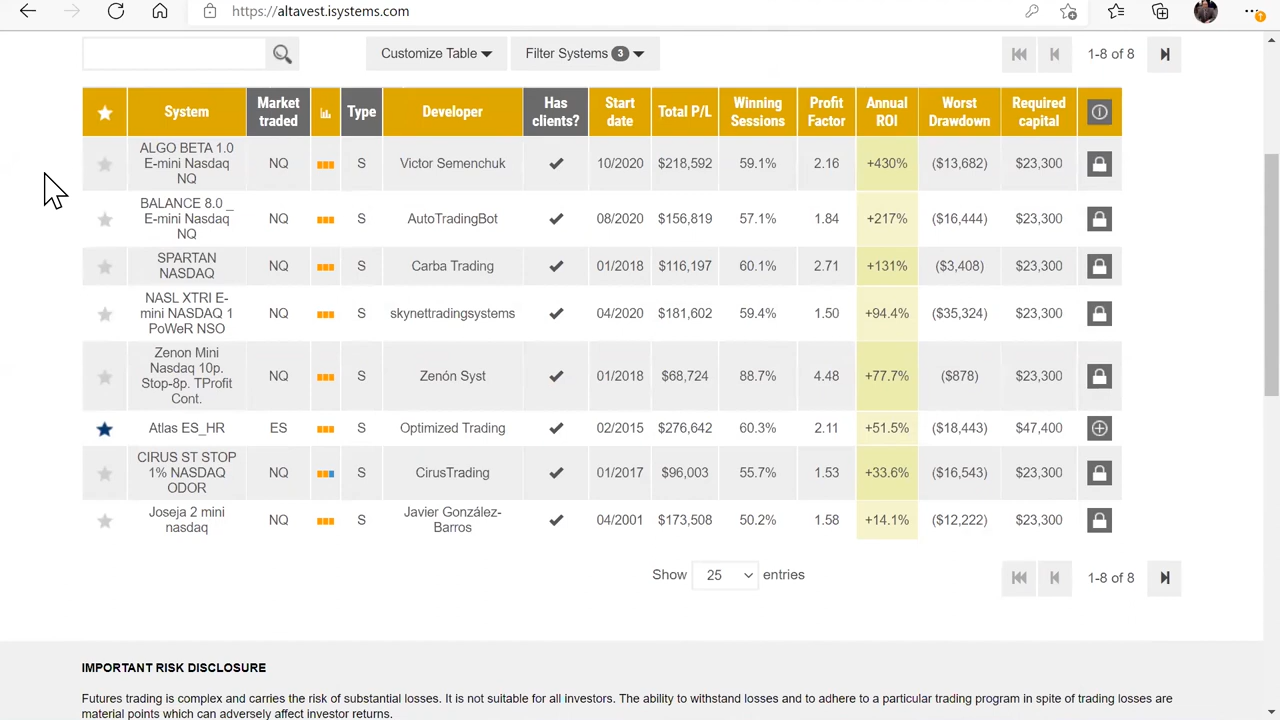 https://altavest.isystems.com
Customize Table
Filter Systems 3
1-8 of 8
System
Market traded
Type
Developer
Has clients?
Start date
Total P/L
Winning Sessions
Profit Factor
Annual ROI
Worst Drawdown
Required capital
ALGO BETA 1.0 E-mini Nasdaq NQ
NQ
S
Victor Semenchuk
10/2020
$218,592
59.1%
2.16
+430%
($13,682)
$23,300
BALANCE 8.0 _ E-mini Nasdaq NQ
NQ
S
AutoTradingBot
08/2020
$156,819
57.1%
1.84
+217%
($16,444)
$23,300
SPARTAN NASDAQ
NQ
S
Carba Trading
01/2018
$116,197
60.1%
2.71
+131%
($3,408)
$23,300
NASL XTRI E-mini NASDAQ 1 PoWeR NSO
NQ
S
skynettradingsystems
04/2020
$181,602
59.4%
1.50
+94.4%
($35,324)
$23,300
Zenon Mini Nasdaq 10p. Stop-8p. TProfit Cont.
NQ
S
Zenón Syst
01/2018
$68,724
88.7%
4.48
+77.7%
($878)
$23,300
Atlas ES_HR
ES
S
Optimized Trading
02/2015
$276,642
60.3%
2.11
+51.5%
($18,443)
$47,400
CIRUS ST STOP 1% NASDAQ ODOR
NQ
S
CirusTrading
01/2017
$96,003
55.7%
1.53
+33.6%
($16,543)
$23,300
Joseja 2 mini nasdaq
NQ
S
Javier González-Barros
04/2001
$173,508
50.2%
1.58
+14.1%
($12,222)
$23,300
Show 25 entries
1-8 of 8
IMPORTANT RISK DISCLOSURE
Futures trading is complex and carries the risk of substantial losses. It is not suitable for all investors. The ability to withstand losses and to adhere to a particular trading program in spite of trading losses are
material points which can adversely affect investor returns.